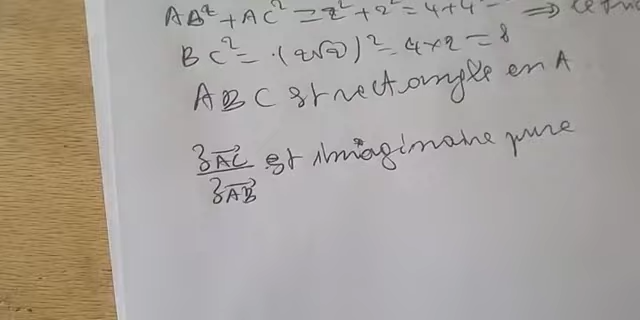 AB² + AC² = 2² + 2² = 4 + 4 = ⇒
BC² = (2√2)² = 4×2 = 8
ABC est rectangle en A
z_AC⃗ / z_AB⃗ est imaginaire pure